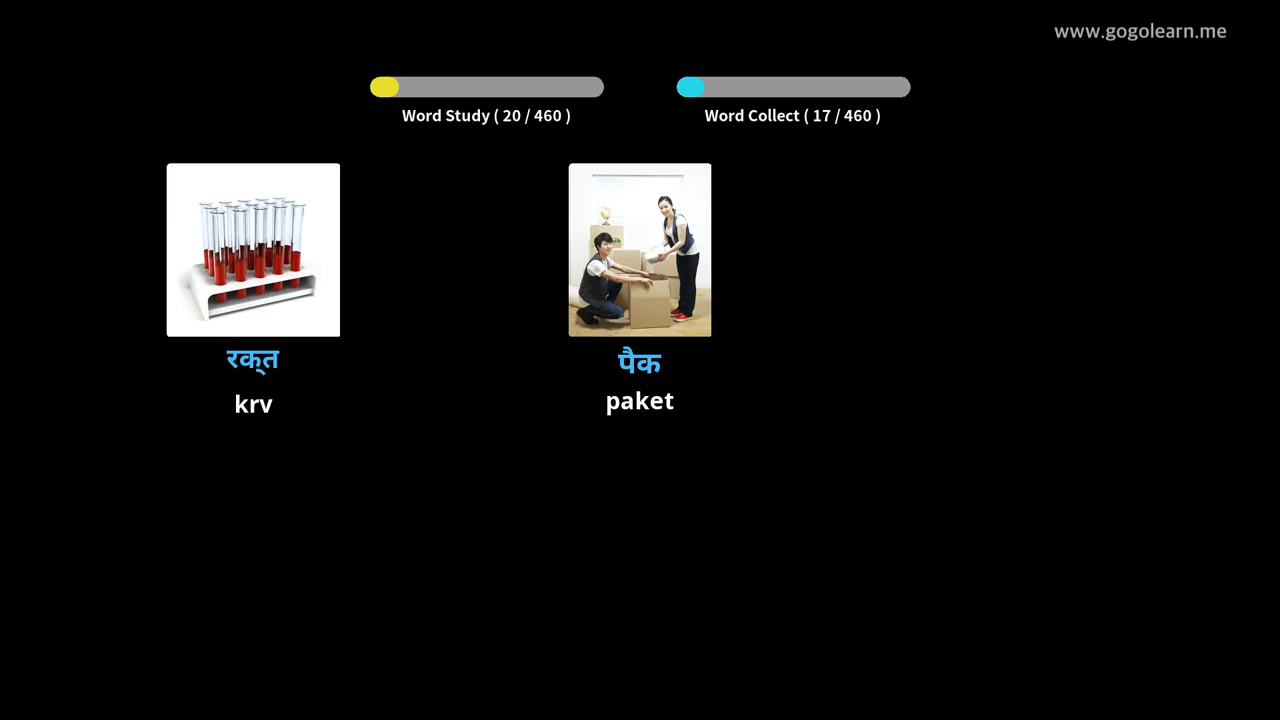 www.gogolearn.me
Word Study ( 20 / 460 )
Word Collect ( 17 / 460 )
रक्त
krv
पैक
paket